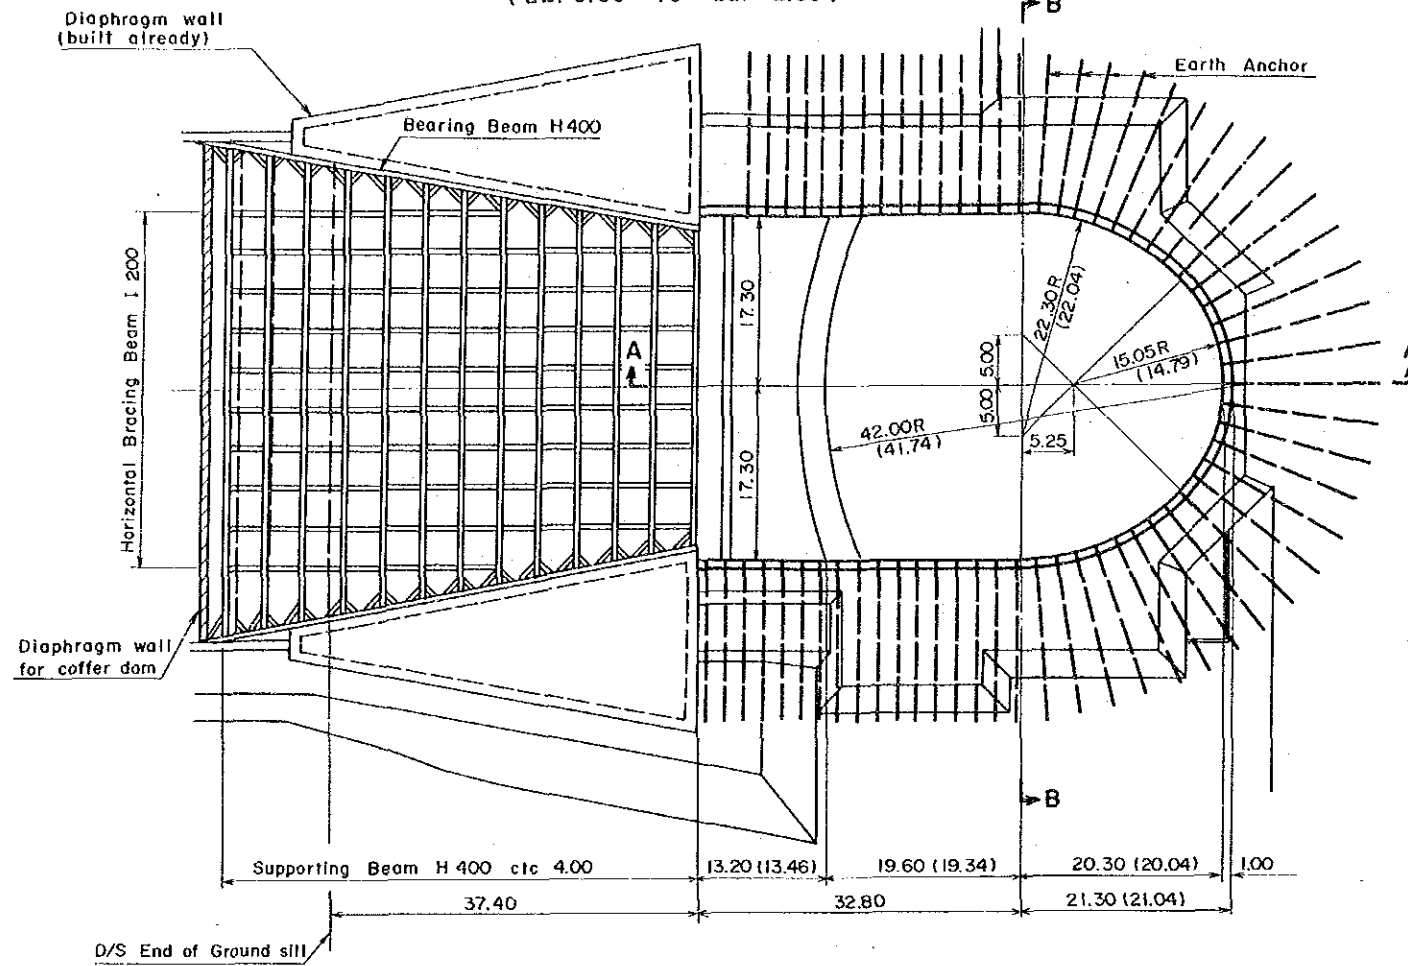 B
Diaphragm wall
(built already)
Earth Anchor
Bearing Beam H400
Horizontal Bracing Beam I 200
17.30
22.30R
(22.04)
A
5.00
15.05R
(14.79)
5.00
42.00R
(41.74)
5.25
17.30
Diaphragm wall
for coffer dam
B
Supporting Beam H 400 ctc 4.00
13.20 (13.46)
19.60 (19.34)
20.30 (20.04)
1.00
37.40
32.80
21.30 (21.04)
D/S End of Ground sill